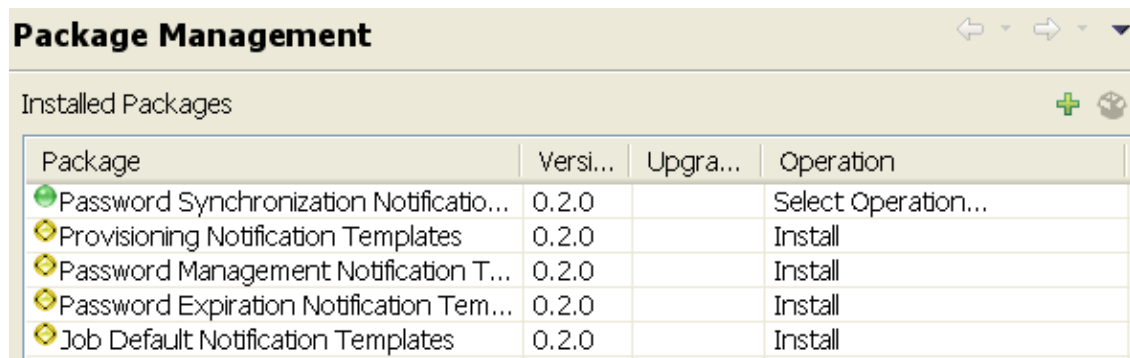 Package Management
Installed Packages
Package Versi... Upgra... Operation
Password Synchronization Notificatio... 0.2.0 Select Operation...
Provisioning Notification Templates 0.2.0 Install
Password Management Notification T... 0.2.0 Install
Password Expiration Notification Tem... 0.2.0 Install
Job Default Notification Templates 0.2.0 Install